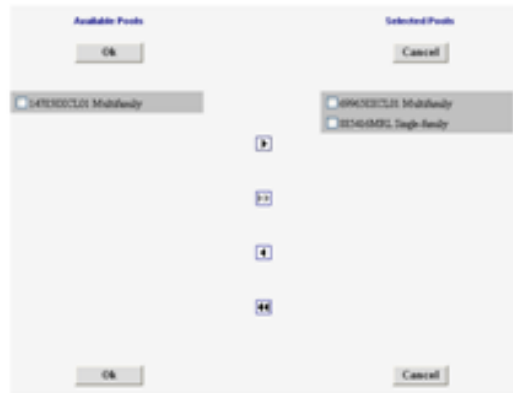 Available Pools
Selected Pools
Ok
Cancel
Multifamily
Multifamily
Single-family
Ok
Cancel